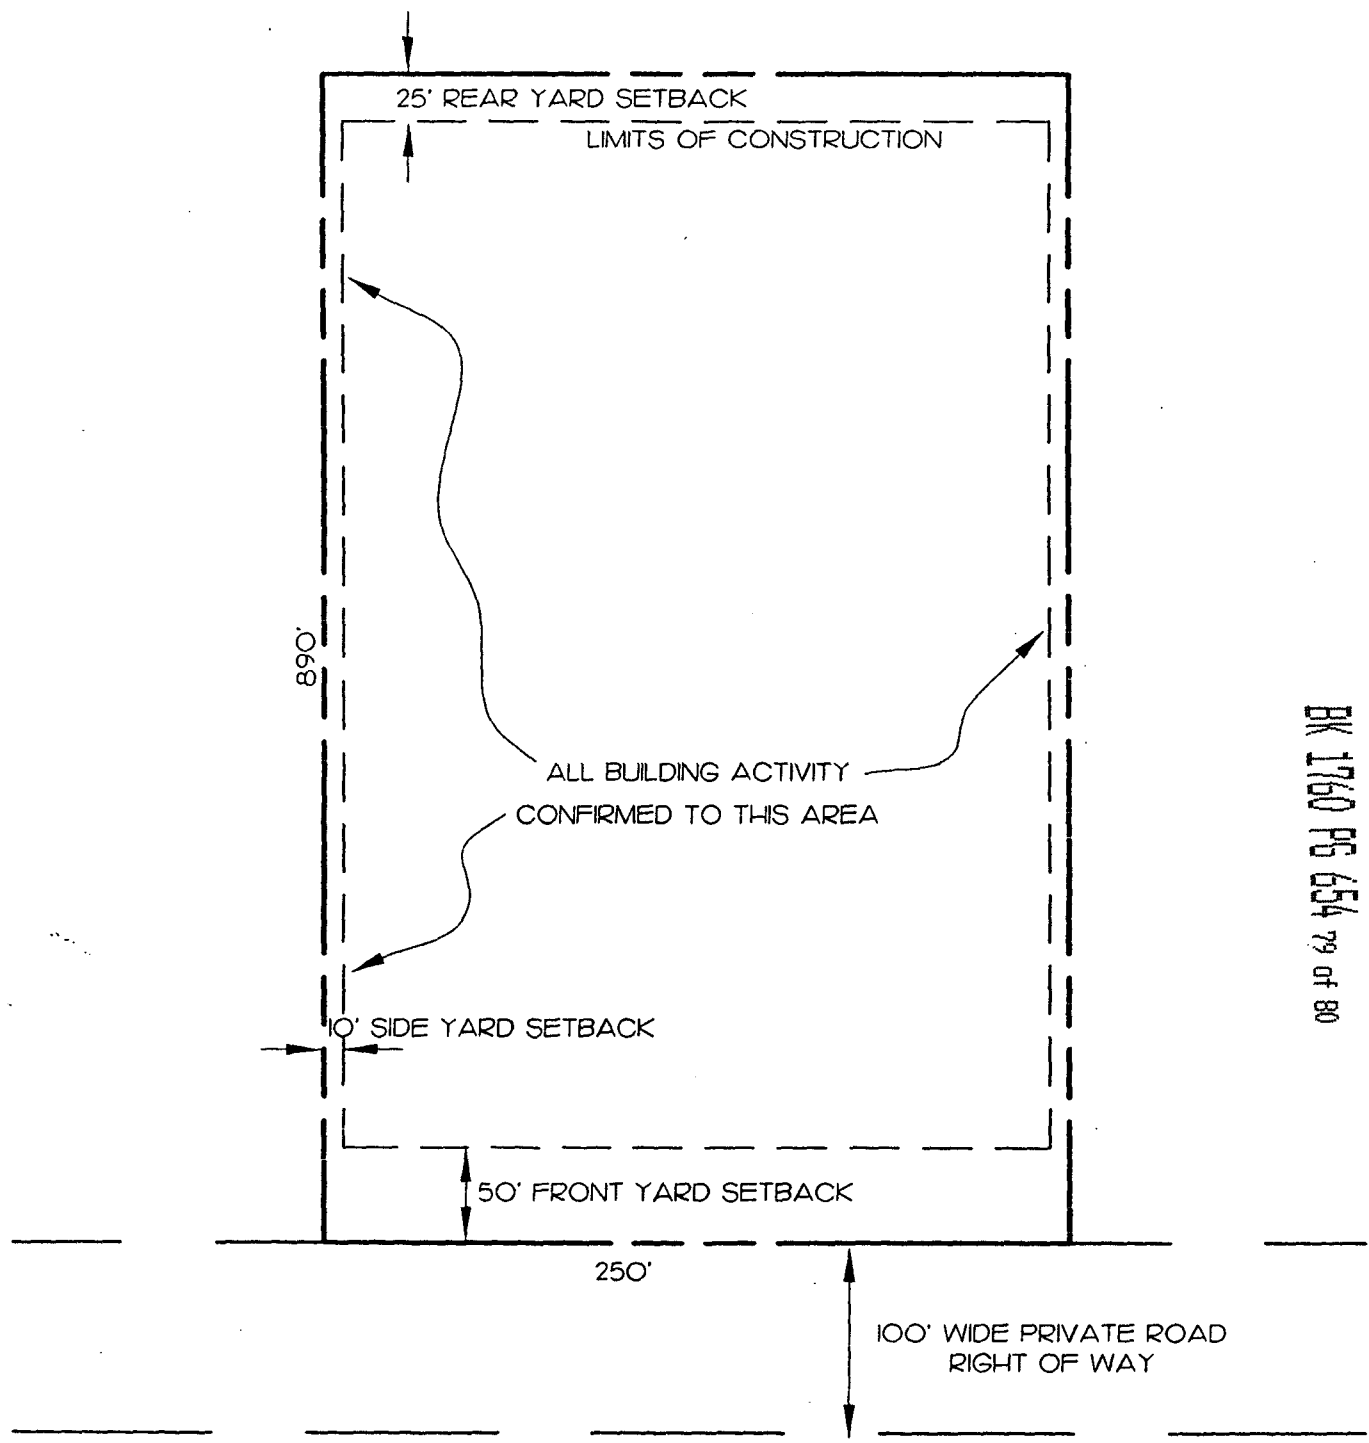 25' REAR YARD SETBACK
LIMITS OF CONSTRUCTION
890'
ALL BUILDING ACTIVITY
CONFIRMED TO THIS AREA
BK 1760 PG 654 79 of 80
10' SIDE YARD SETBACK
50' FRONT YARD SETBACK
250'
100' WIDE PRIVATE ROAD
RIGHT OF WAY